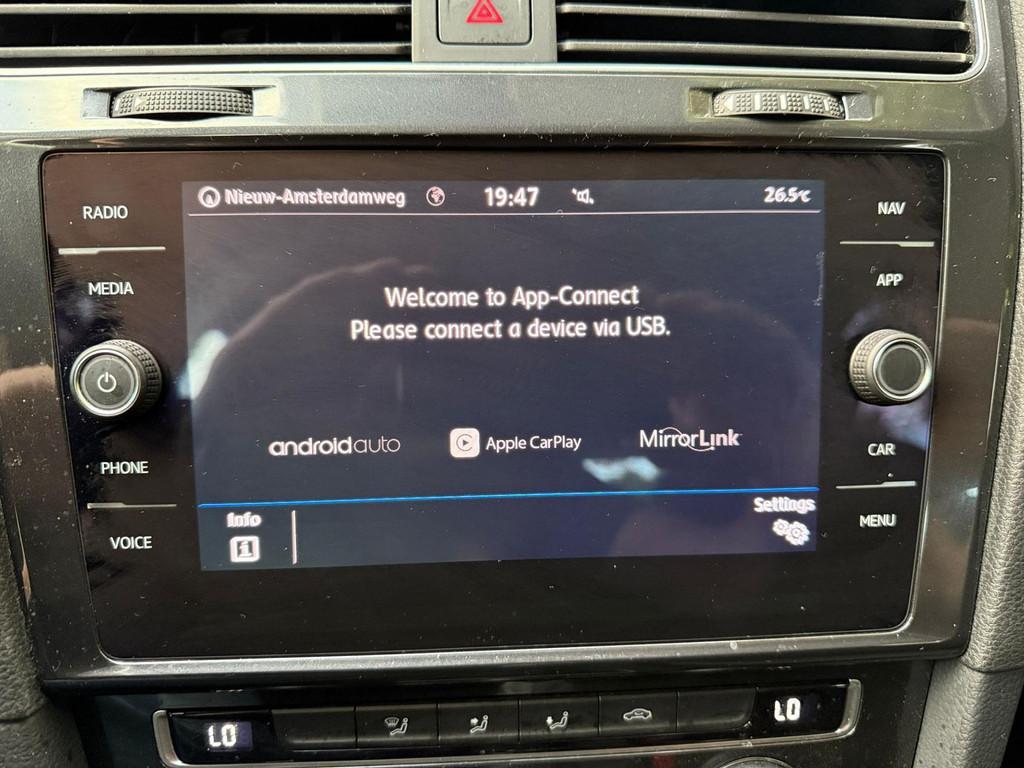 Nieuw-Amsterdamweg 19:47 26.5°C
RADIO
NAV
MEDIA
APP
Welcome to App-Connect
Please connect a device via USB.
androidauto
Apple CarPlay
MirrorLink
PHONE
CAR
VOICE
MENU
Info
Settings
LO
LO